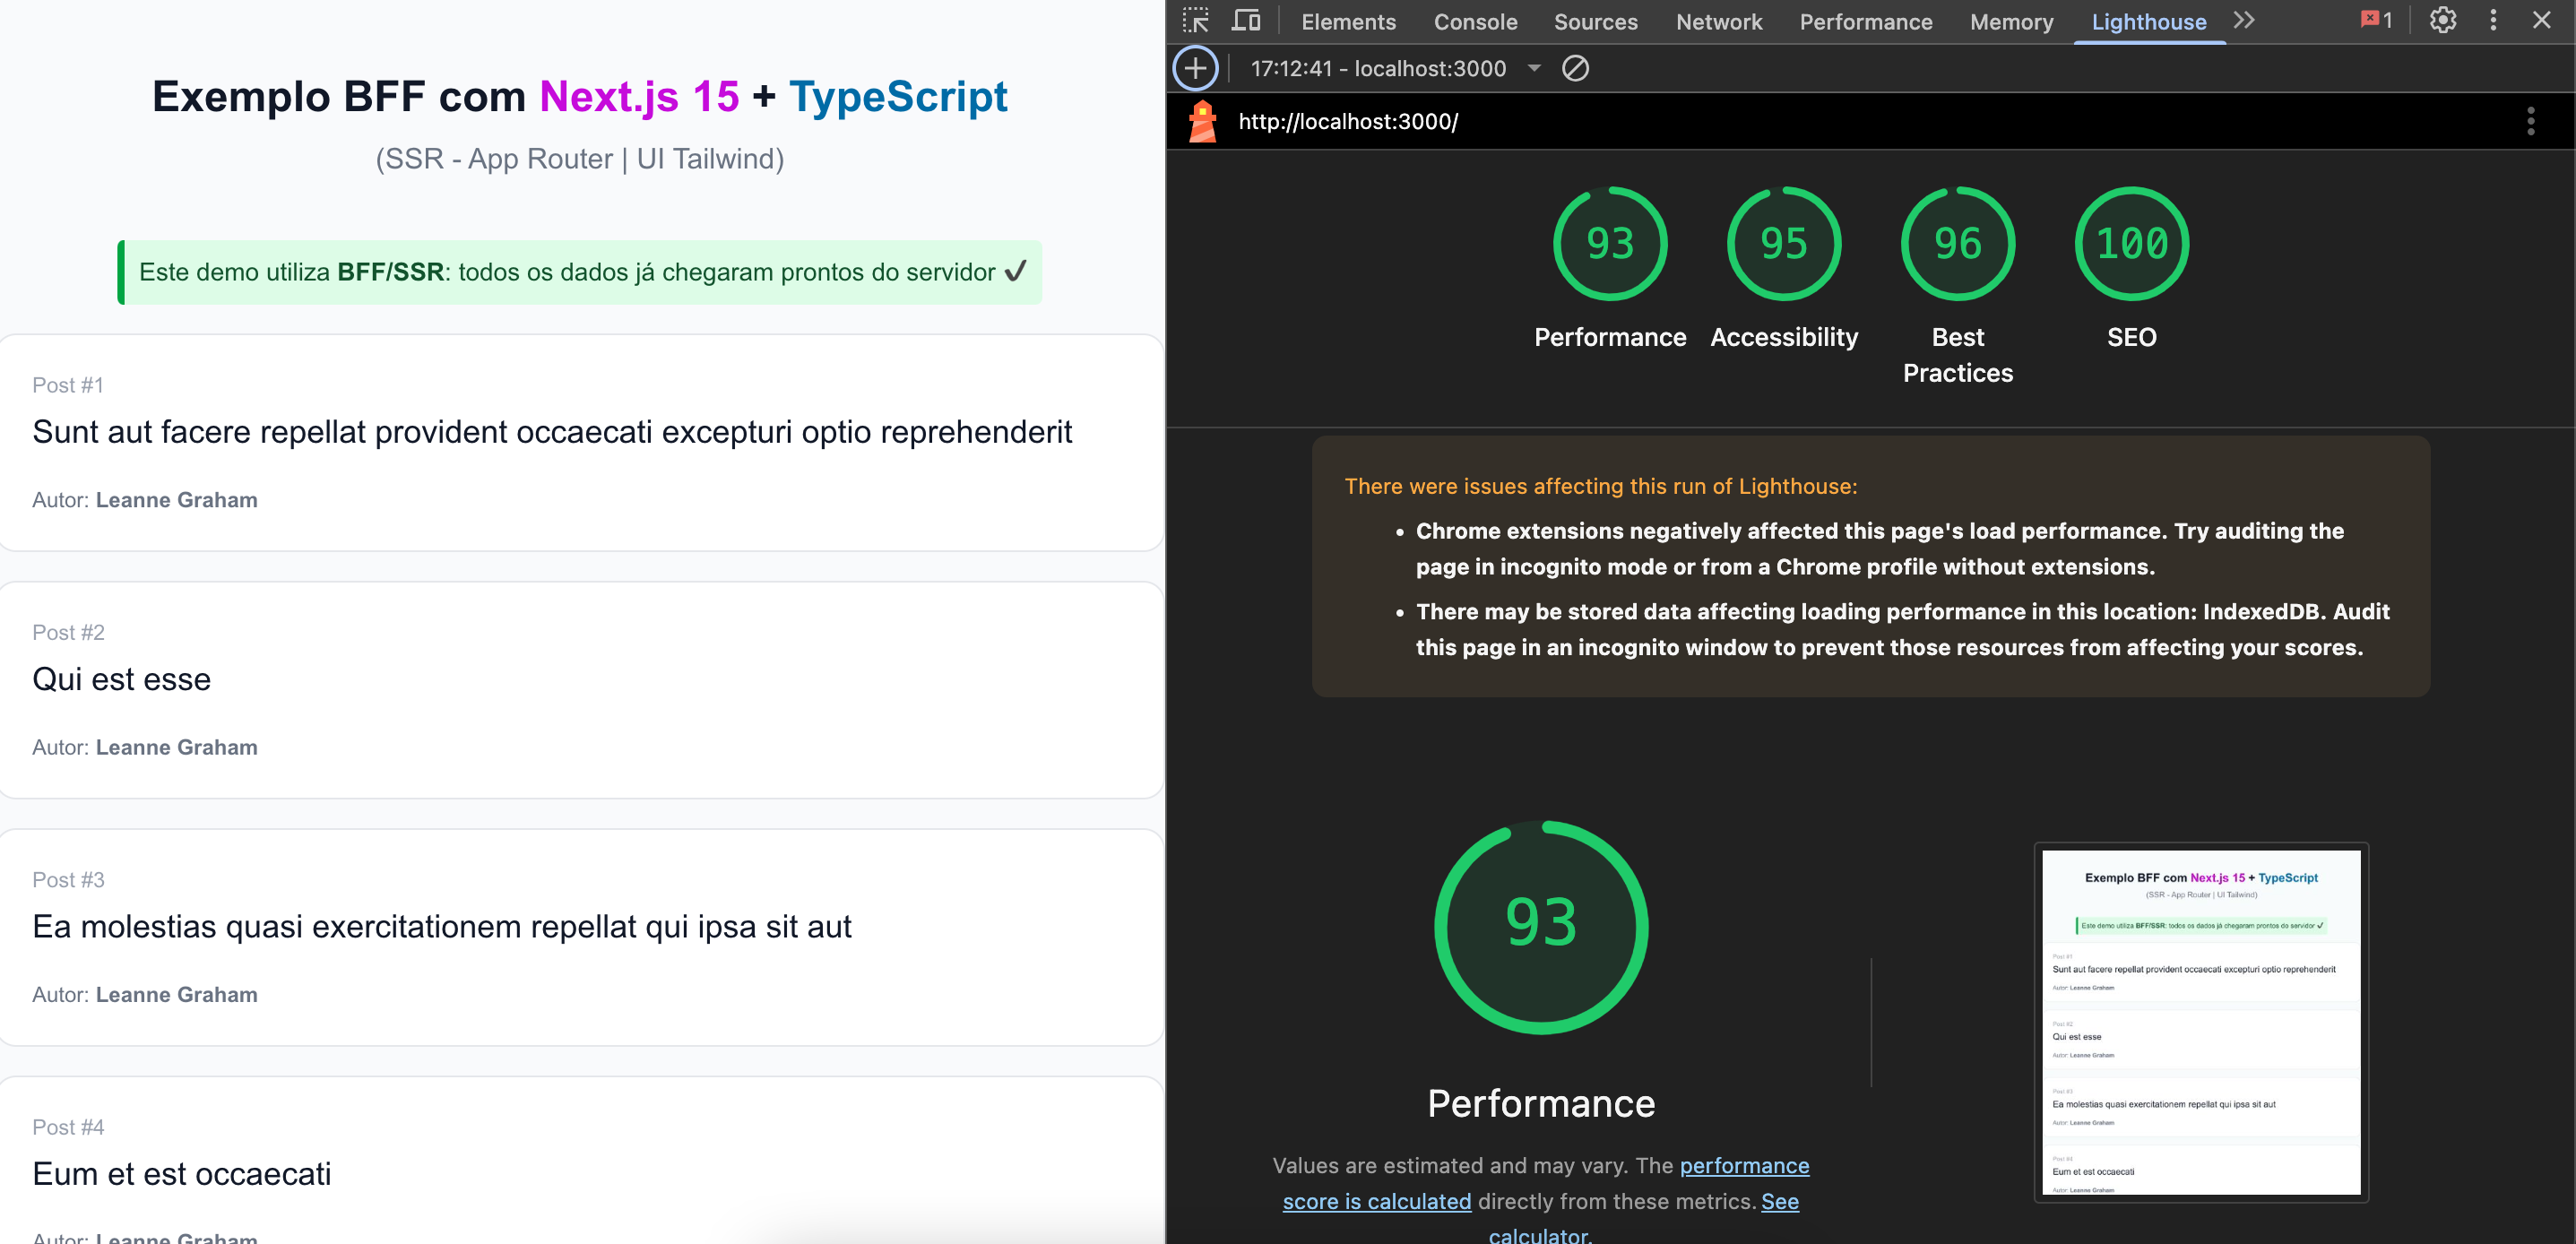 Exemplo BFF com Next.js 15 + TypeScript
(SSR - App Router | UI Tailwind)
Este demo utiliza BFF/SSR: todos os dados já chegaram prontos do servidor ✔
Post #1
Sunt aut facere repellat provident occaecati excepturi optio reprehenderit
Autor: Leanne Graham
Post #2
Qui est esse
Autor: Leanne Graham
Post #3
Ea molestias quasi exercitationem repellat qui ipsa sit aut
Autor: Leanne Graham
Post #4
Eum et est occaecati
Autor: Leanne Graham
Elements Console Sources Network Performance Memory Lighthouse 1
17:12:41 - localhost:3000
http://localhost:3000/
93 95 96 100
Performance Accessibility Best Practices SEO
There were issues affecting this run of Lighthouse:
• Chrome extensions negatively affected this page's load performance. Try auditing the
page in incognito mode or from a Chrome profile without extensions.
• There may be stored data affecting loading performance in this location: IndexedDB. Audit
this page in an incognito window to prevent those resources from affecting your scores.
93
Performance
Values are estimated and may vary. The performance
score is calculated directly from these metrics. See
calculator.
Exemplo BFF com Next.js 15 + TypeScript
(SSR - App Router | UI Tailwind)
Este demo utiliza BFF/SSR: todos os dados já chegaram prontos do servidor ✔
Post #1
Sunt aut facere repellat provident occaecati excepturi optio reprehenderit
Autor: Leanne Graham
Post #2
Qui est esse
Autor: Leanne Graham
Post #3
Ea molestias quasi exercitationem repellat qui ipsa sit aut
Autor: Leanne Graham
Post #4
Eum et est occaecati
Autor: Leanne Graham